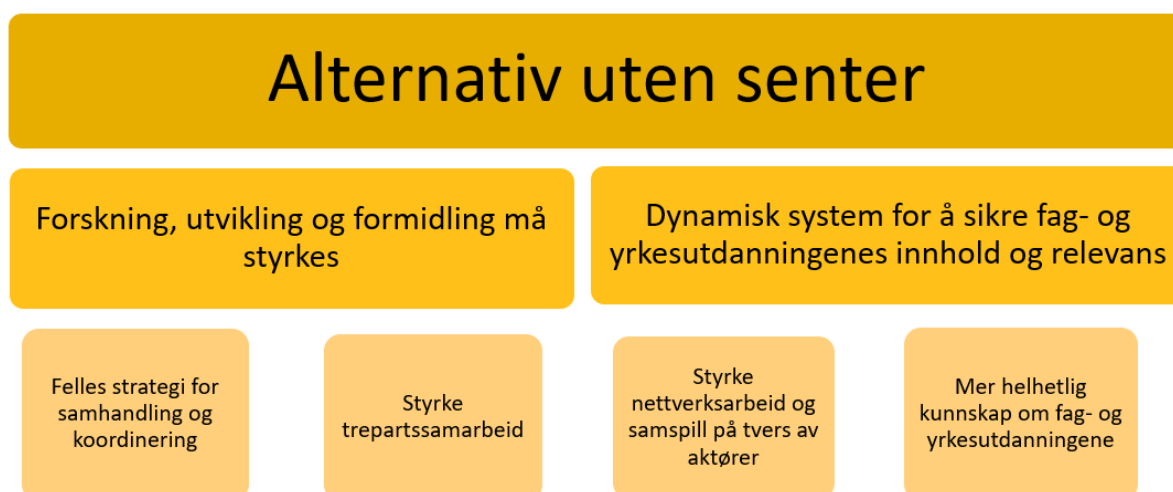 Alternativ uten senter
Forskning, utvikling og formidling må
styrkes
Dynamisk system for å sikre fag- og
yrkesutdanningenes innhold og relevans
Felles strategi for
samhandling og
koordinering
Styrke
trepartssamarbeid
Styrke
nettverksarbeid og
samspill på tvers av
aktører
Mer helhetlig
kunnskap om fag- og
yrkesutdanningene